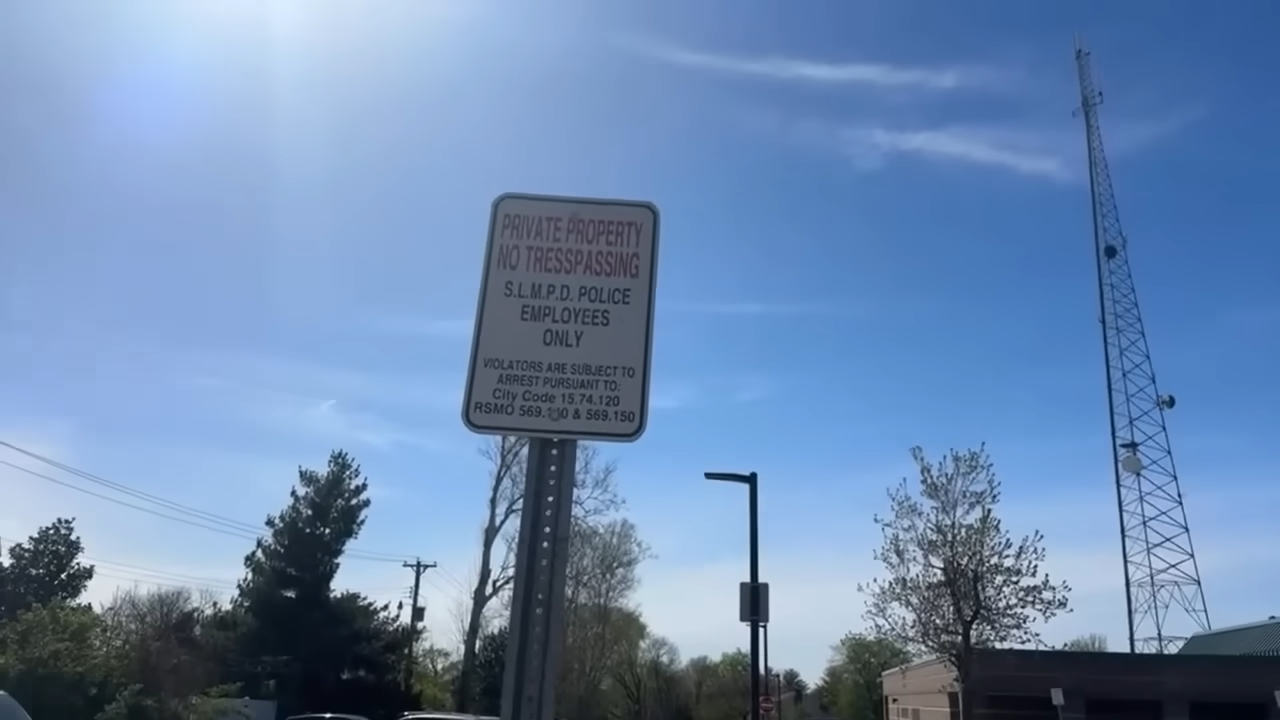 PRIVATE PROPERTY
NO TRESSPASSING
S.L.M.P.D. POLICE
EMPLOYEES
ONLY
VIOLATORS ARE SUBJECT TO
ARREST PURSUANT TO:
City Code 15.74.120
RSMO & 569.150